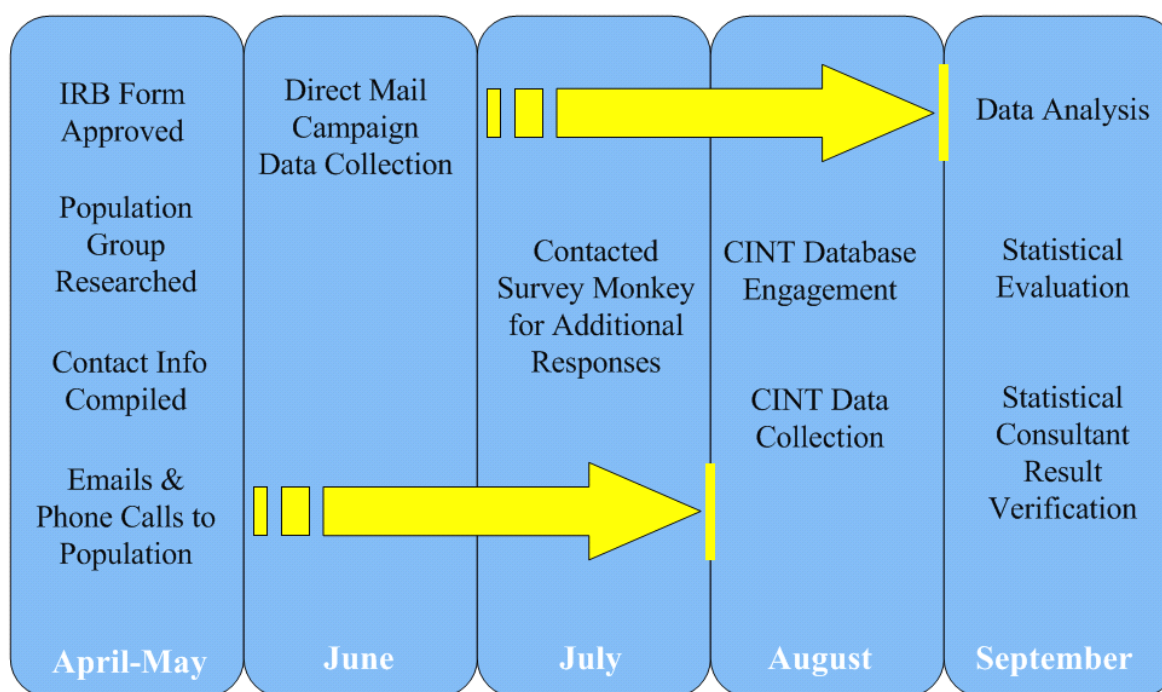 IRB Form
Approved
Population
Group
Researched
Contact Info
Compiled
Emails &
Phone Calls to
Population
April-May
Direct Mail
Campaign
Data Collection
June
Contacted
Survey Monkey
for Additional
Responses
July
CINT Database
Engagement
CINT Data
Collection
August
Data Analysis
Statistical
Evaluation
Statistical
Consultant
Result
Verification
September